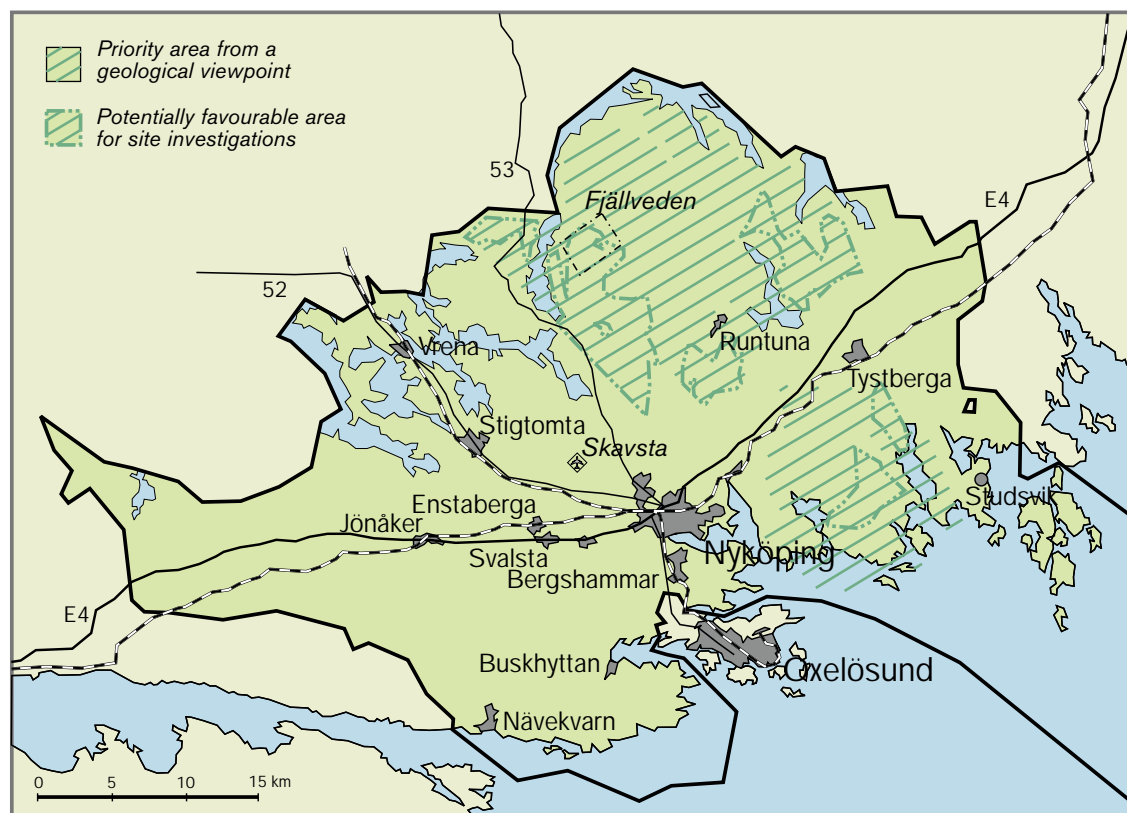 Priority area from a
geological viewpoint
Potentially favourable area
for site investigations
53
Fjällveden
E4
52
Vrena
Runtuna
Tystberga
Stigtomta
Skavsta
Studsvik
Enstaberga
Jönåker
Svalsta
Nyköping
Bergshammar
E4
Buskhyttan
Oxelösund
Nävekvarn
0 5 10 15 km